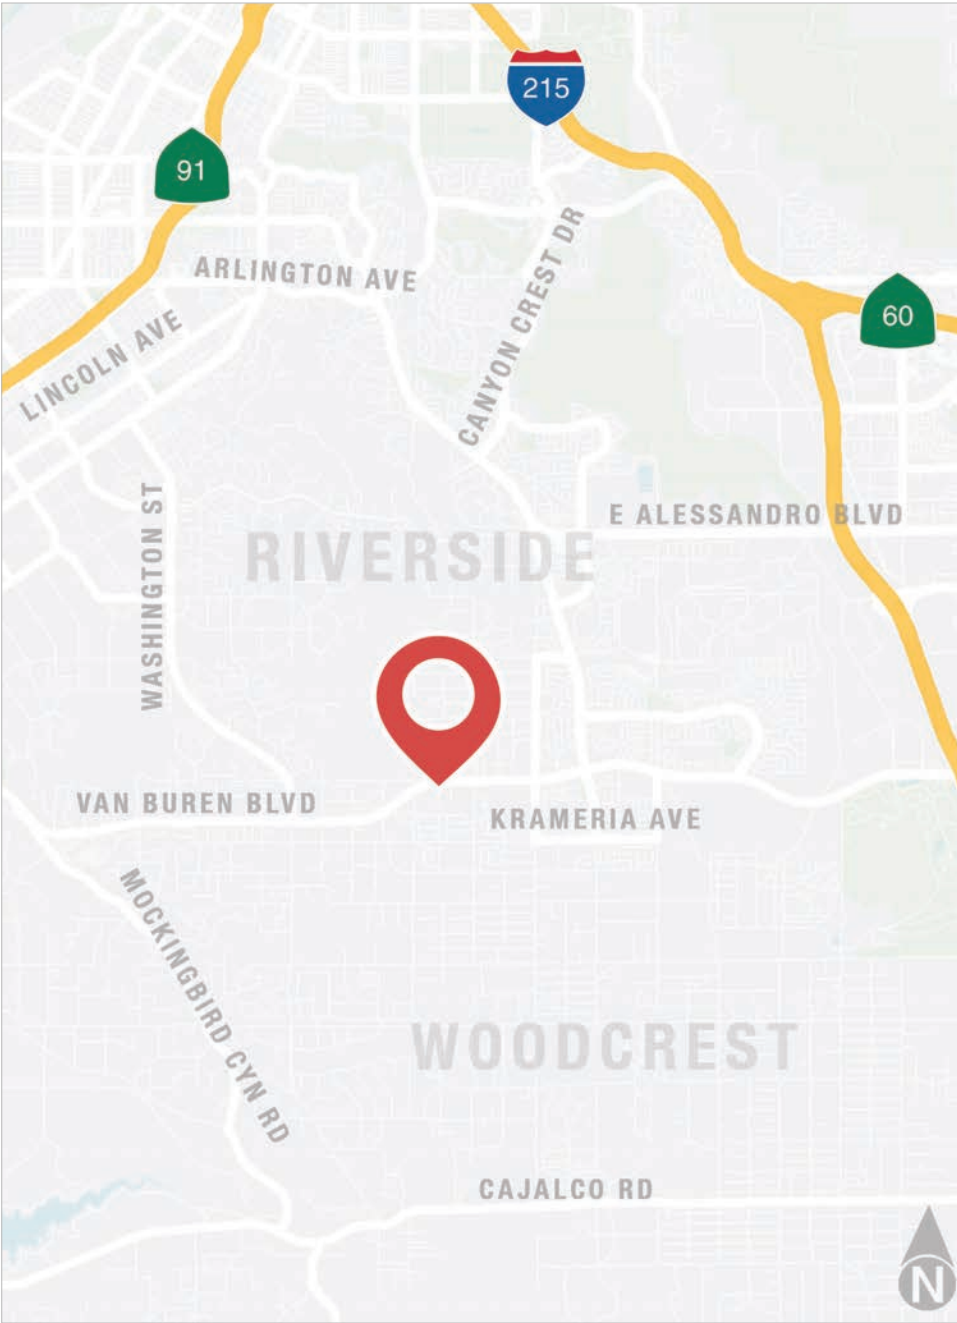 215
91
ARLINGTON AVE
CANYON CREST DR
60
LINCOLN AVE
E ALESSANDRO BLVD
WASHINGTON ST
RIVERSIDE
VAN BUREN BLVD
KRAMERIA AVE
MOCKINGBIRD CYN RD
WOODCREST
CAJALCO RD
N